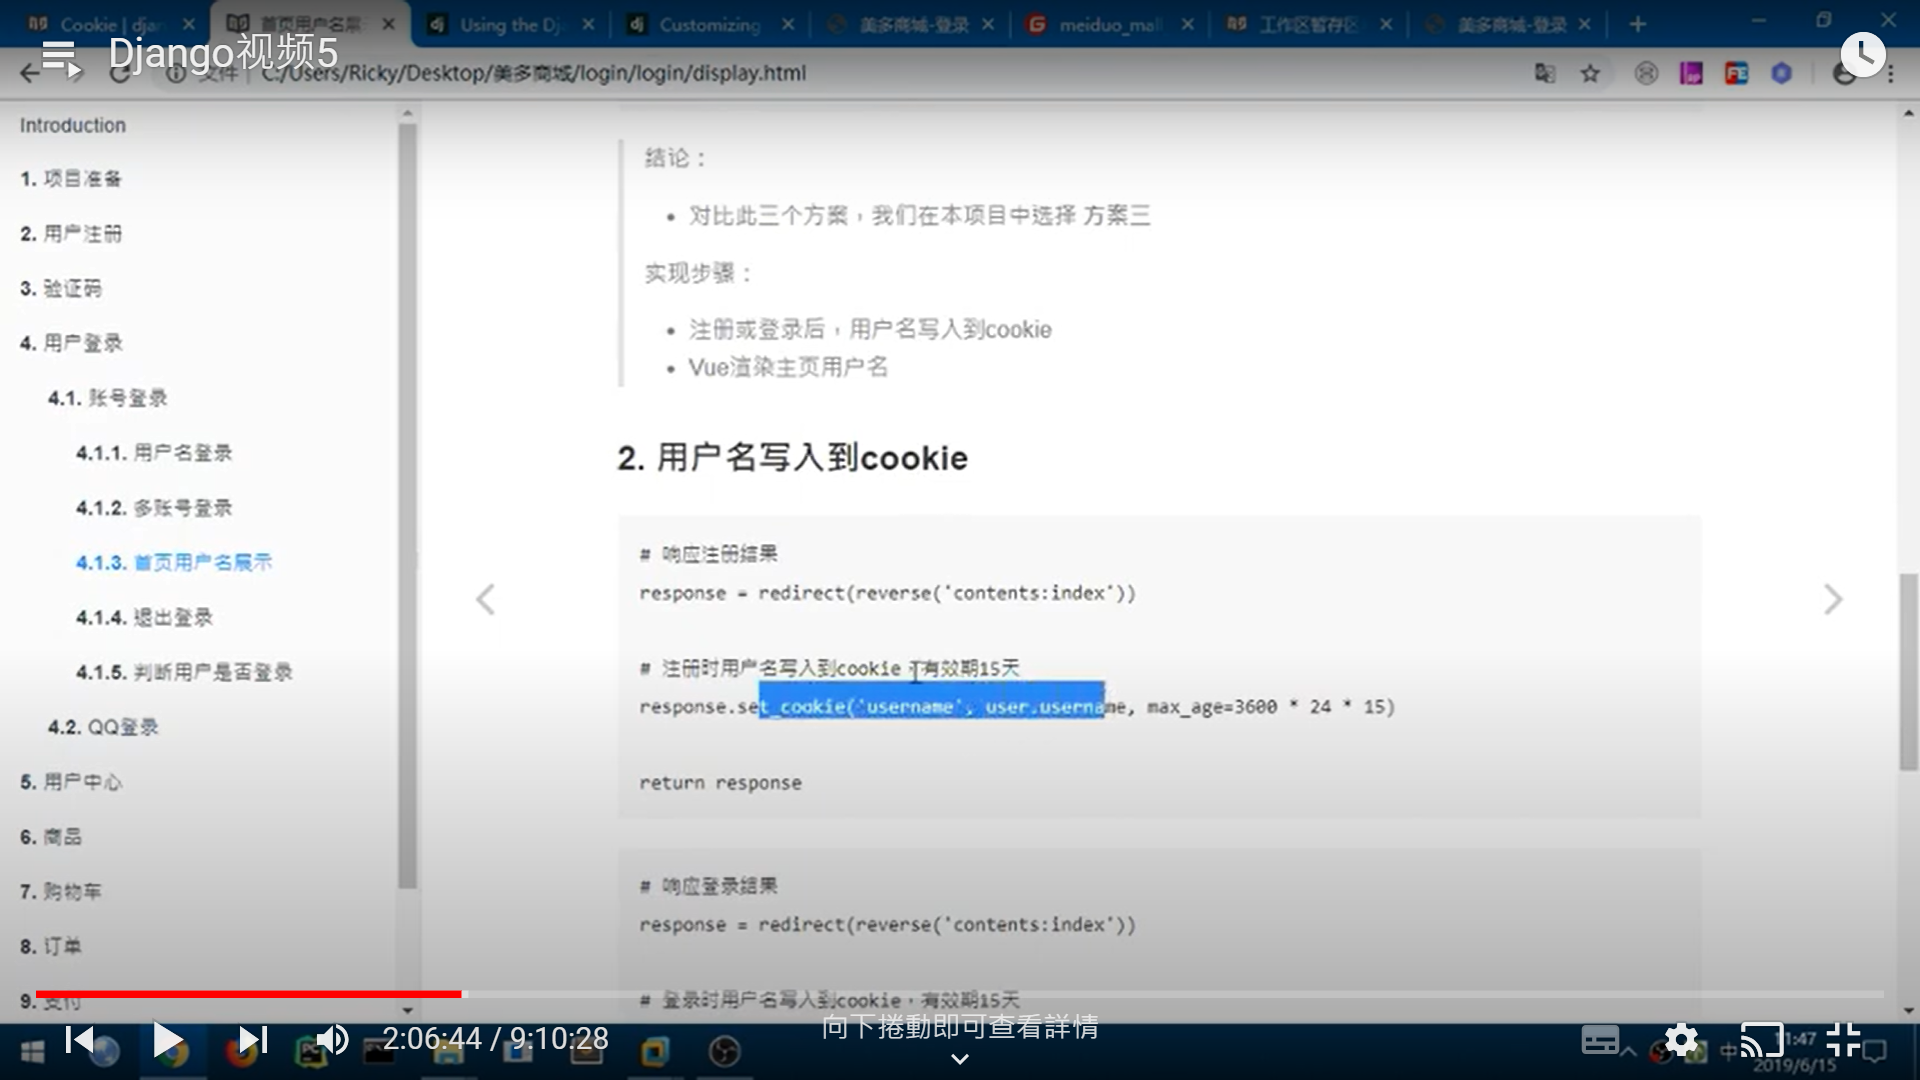 Cookie | djan
首页用户名展示
Using the Dj
Customizing
美多商城-登录
meiduo_mall
工作区暂存区
美多商城-登录
Django视频5
文件
C:/Users/Ricky/Desktop/美多商城/login/login/display.html
Introduction
1. 项目准备
2. 用户注册
3. 验证码
4. 用户登录
4.1. 账号登录
4.1.1. 用户名登录
4.1.2. 多账号登录
4.1.3. 首页用户名展示
4.1.4. 退出登录
4.1.5. 判断用户是否登录
4.2. QQ登录
5. 用户中心
6. 商品
7. 购物车
8. 订单
9. 支付
结论：
• 对比此三个方案，我们在本项目中选择 方案三
实现步骤：
• 注册或登录后，用户名写入到cookie
• Vue渲染主页用户名
2. 用户名写入到cookie
# 响应注册结果
response = redirect(reverse('contents:index'))
# 注册时用户名写入到cookie，有效期15天
response.set_cookie('username', user.username, max_age=3600 * 24 * 15)
return response
# 响应登录结果
response = redirect(reverse('contents:index'))
# 登录时用户名写入到cookie，有效期15天
2:06:44 / 9:10:28
向下捲動即可查看詳情
中
11:47
2019/6/15